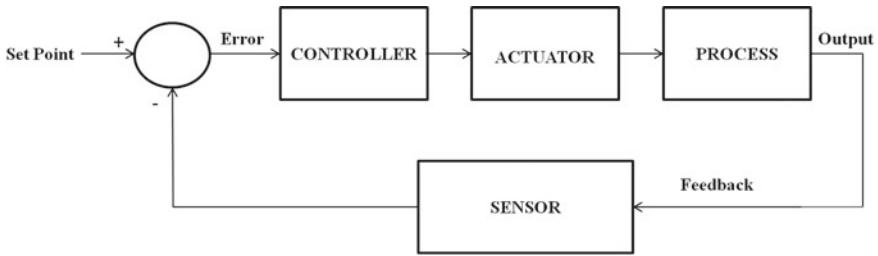 Set Point
+
-
Error
CONTROLLER
ACTUATOR
PROCESS
Output
Feedback
SENSOR